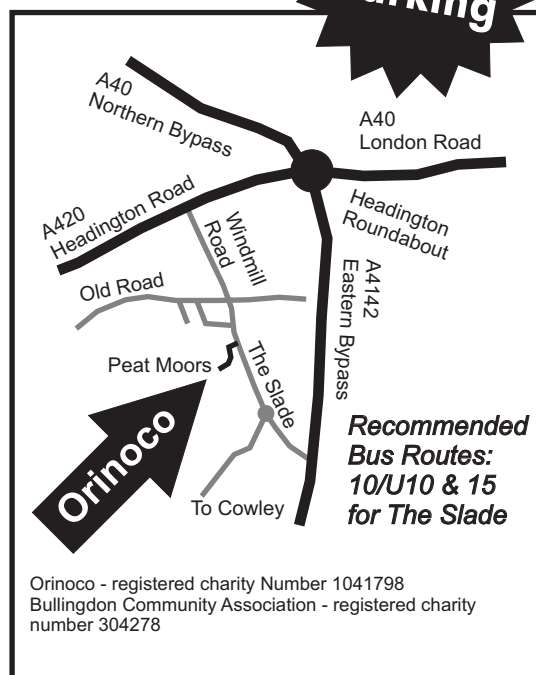 A40
Northern Bypass
A40
London Road
A420
Headington Road
Windmill
Road
Headington
Roundabout
Old Road
A4142
Eastern Bypass
Peat Moors
The Slade
Orinoco
To Cowley
Recommended
Bus Routes:
10/U10 & 15
for The Slade
Orinoco - registered charity Number 1041798
Bullingdon Community Association - registered charity
number 304278